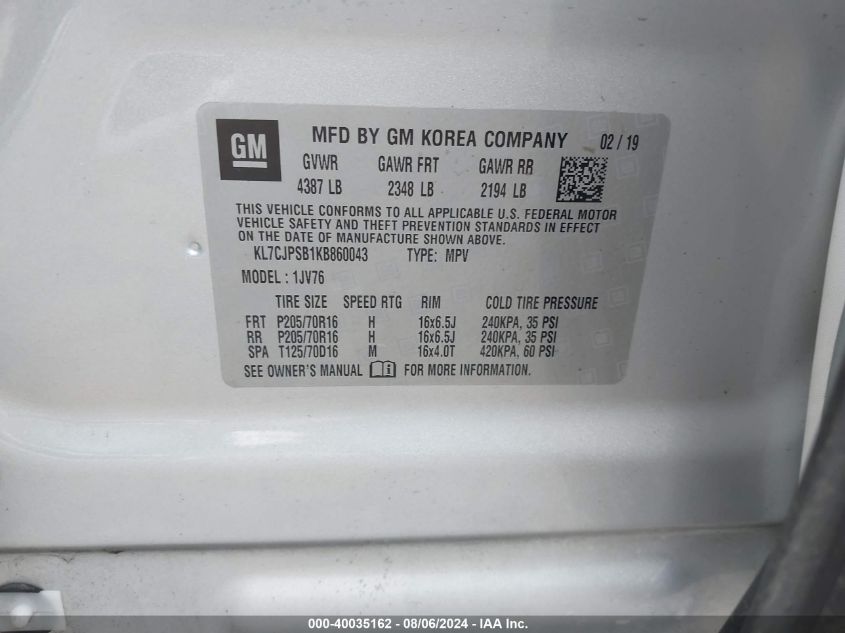 GM
MFD BY GM KOREA COMPANY 02 / 19
GVWR GAWR FRT GAWR RR
4387 LB 2348 LB 2194 LB
THIS VEHICLE CONFORMS TO ALL APPLICABLE U.S. FEDERAL MOTOR
VEHICLE SAFETY AND THEFT PREVENTION STANDARDS IN EFFECT
ON THE DATE OF MANUFACTURE SHOWN ABOVE.
KL7CJPSB1KB860043 TYPE: MPV
MODEL : 1JV76
TIRE SIZE SPEED RTG RIM COLD TIRE PRESSURE
FRT P205/70R16 H 16x6.5J 240KPA, 35 PSI
RR P205/70R16 H 16x6.5J 240KPA, 35 PSI
SPA T125/70D16 M 16x4.0T 420KPA, 60 PSI
SEE OWNER'S MANUAL FOR MORE INFORMATION.
000-40035162 - 08/06/2024 - IAA Inc.